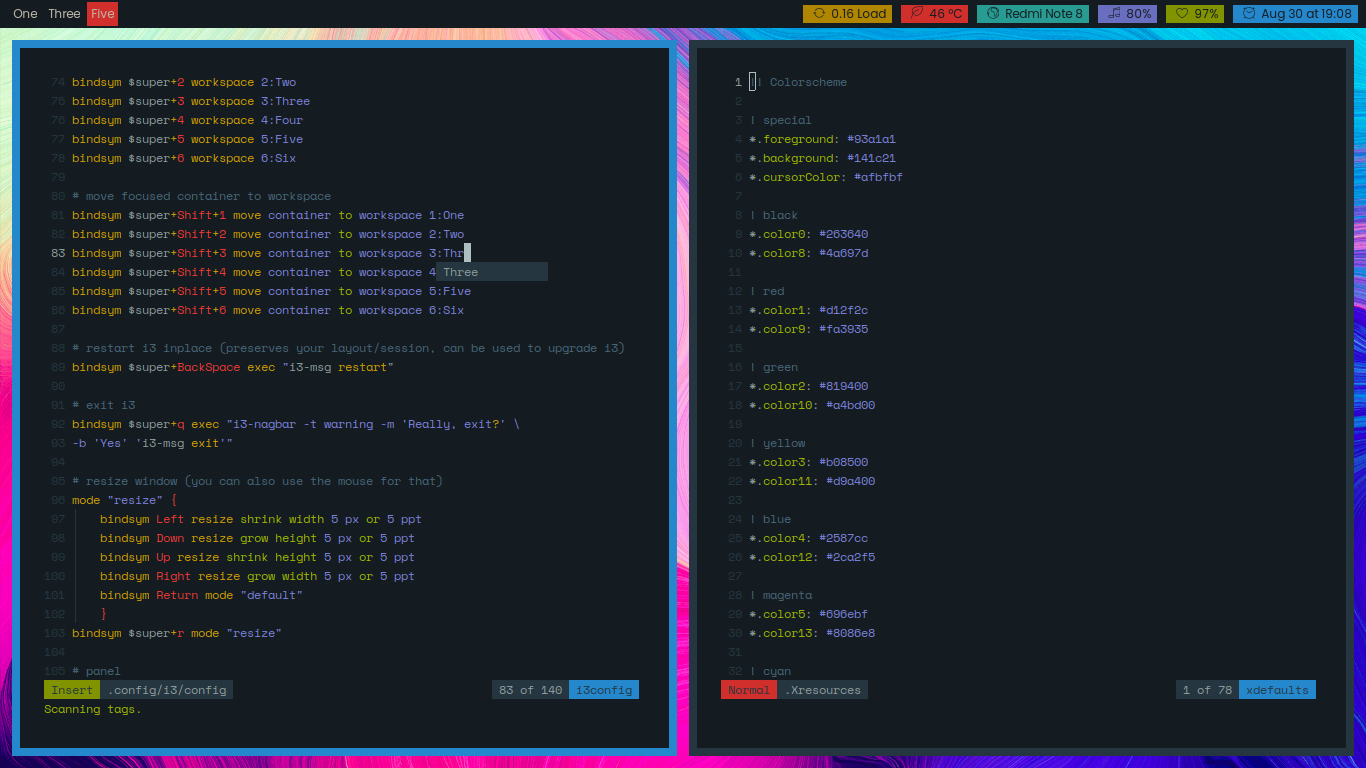 One Three Five
0.16 Load 46 ºC Redmi Note 8 80% 97% Aug 30 at 19:08
74 bindsym $super+2 workspace 2:Two
75 bindsym $super+3 workspace 3:Three
76 bindsym $super+4 workspace 4:Four
77 bindsym $super+5 workspace 5:Five
78 bindsym $super+6 workspace 6:Six
79
80 # move focused container to workspace
81 bindsym $super+Shift+1 move container to workspace 1:One
82 bindsym $super+Shift+2 move container to workspace 2:Two
83 bindsym $super+Shift+3 move container to workspace 3:Thr
84 bindsym $super+Shift+4 move container to workspace 4 Three
85 bindsym $super+Shift+5 move container to workspace 5:Five
86 bindsym $super+Shift+6 move container to workspace 6:Six
87
88 # restart i3 inplace (preserves your layout/session, can be used to upgrade i3)
89 bindsym $super+BackSpace exec "i3-msg restart"
90
91 # exit i3
92 bindsym $super+q exec "i3-nagbar -t warning -m 'Really, exit?' \
93 -b 'Yes' 'i3-msg exit'"
94
95 # resize window (you can also use the mouse for that)
96 mode "resize" {
97 bindsym Left resize shrink width 5 px or 5 ppt
98 bindsym Down resize grow height 5 px or 5 ppt
99 bindsym Up resize shrink height 5 px or 5 ppt
100 bindsym Right resize grow width 5 px or 5 ppt
101 bindsym Return mode "default"
102 }
103 bindsym $super+r mode "resize"
104
105 # panel
Insert .config/i3/config 83 of 140 i3config
Scanning tags.
1 !! Colorscheme
2
3 ! special
4 *.foreground: #93a1a1
5 *.background: #141c21
6 *.cursorColor: #afbfbf
7
8 ! black
9 *.color0: #263640
10 *.color8: #4a697d
11
12 ! red
13 *.color1: #d12f2c
14 *.color9: #fa3935
15
16 ! green
17 *.color2: #819400
18 *.color10: #a4bd00
19
20 ! yellow
21 *.color3: #b08500
22 *.color11: #d9a400
23
24 ! blue
25 *.color4: #2587cc
26 *.color12: #2ca2f5
27
28 ! magenta
29 *.color5: #696ebf
30 *.color13: #8086e8
31
32 ! cyan
Normal .Xresources 1 of 78 xdefaults